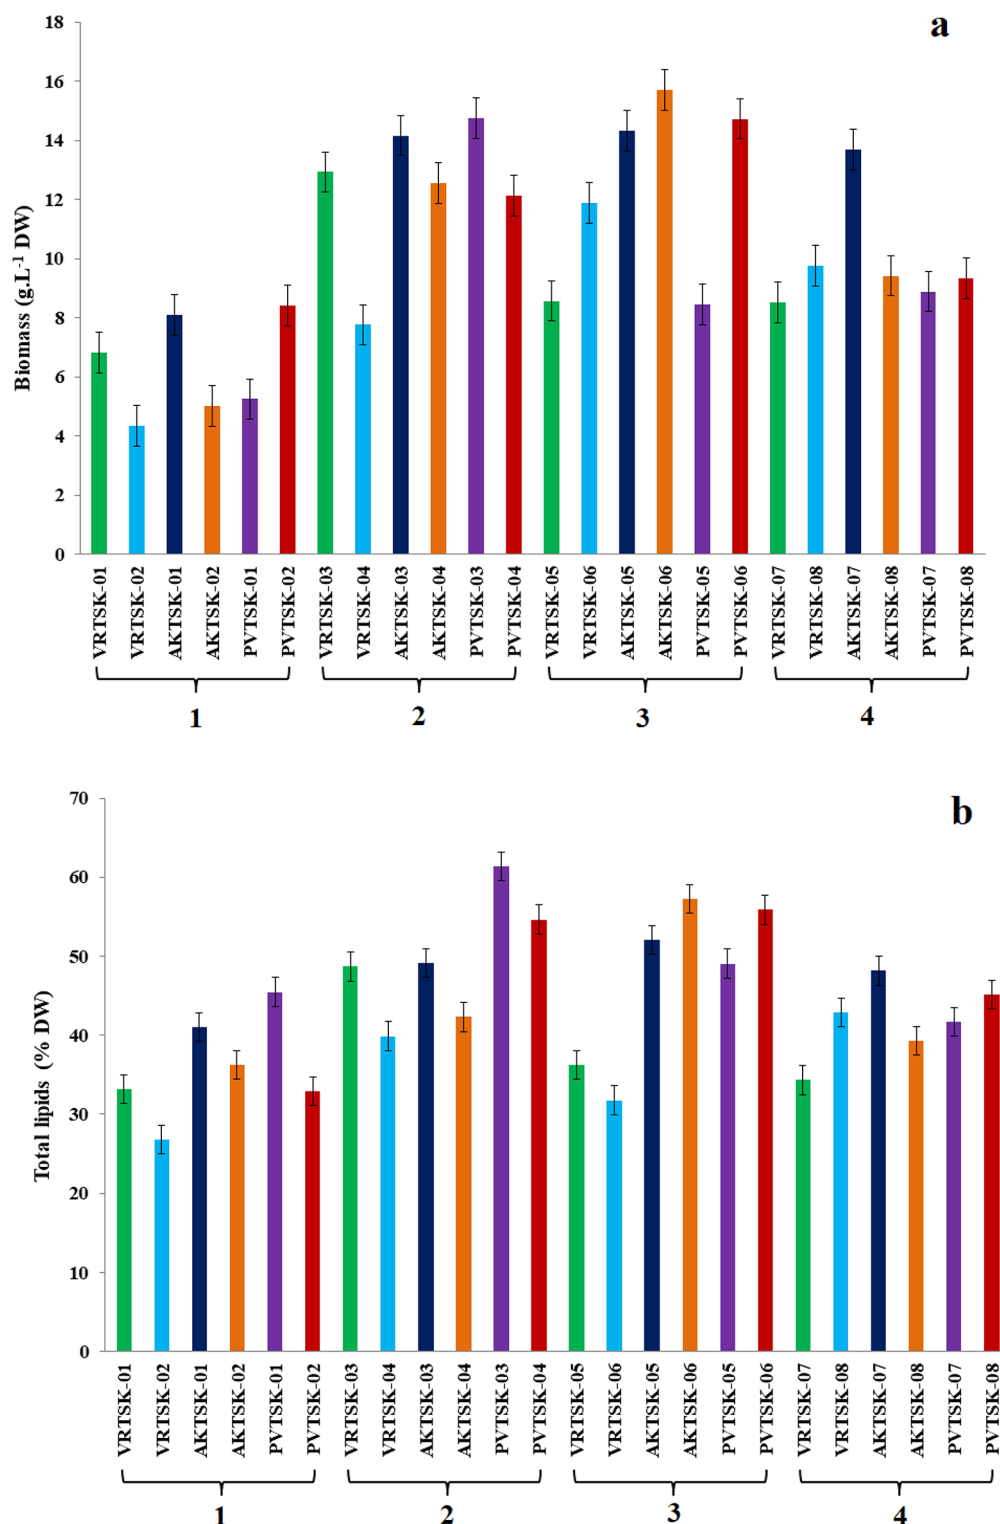 a
18
16
14
12
10
8
6
4
2
0
Biomass (g.L-1 DW)
VRTSK-01
VRTSK-02
AKTSK-01
AKTSK-02
PVTSK-01
PVTSK-02
VRTSK-03
VRTSK-04
AKTSK-03
AKTSK-04
PVTSK-03
PVTSK-04
VRTSK-05
VRTSK-06
AKTSK-05
AKTSK-06
PVTSK-05
PVTSK-06
VRTSK-07
VRTSK-08
AKTSK-07
AKTSK-08
PVTSK-07
PVTSK-08
1
2
3
4
b
70
60
50
40
30
20
10
0
Total lipids (% DW)
VRTSK-01
VRTSK-02
AKTSK-01
AKTSK-02
PVTSK-01
PVTSK-02
VRTSK-03
VRTSK-04
AKTSK-03
AKTSK-04
PVTSK-03
PVTSK-04
VRTSK-05
VRTSK-06
AKTSK-05
AKTSK-06
PVTSK-05
PVTSK-06
VRTSK-07
VRTSK-08
AKTSK-07
AKTSK-08
PVTSK-07
PVTSK-08
1
2
3
4